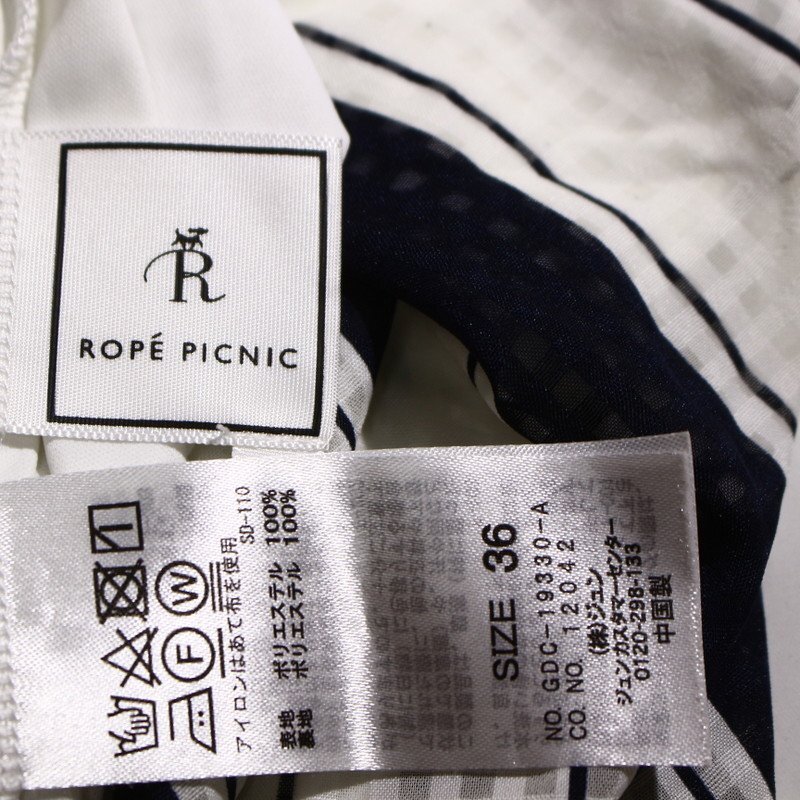 R
ROPÉ PICNIC
W
F
アイロンはあて布を使用
SD-110
表地 ポリエステル 100%
裏地 ポリエステル 100%
SIZE 36
NO. GDC-19330-A
CO. NO. 12042
(株)ジュン
ジュン カスタマーセンター
0120-298-133
中国製